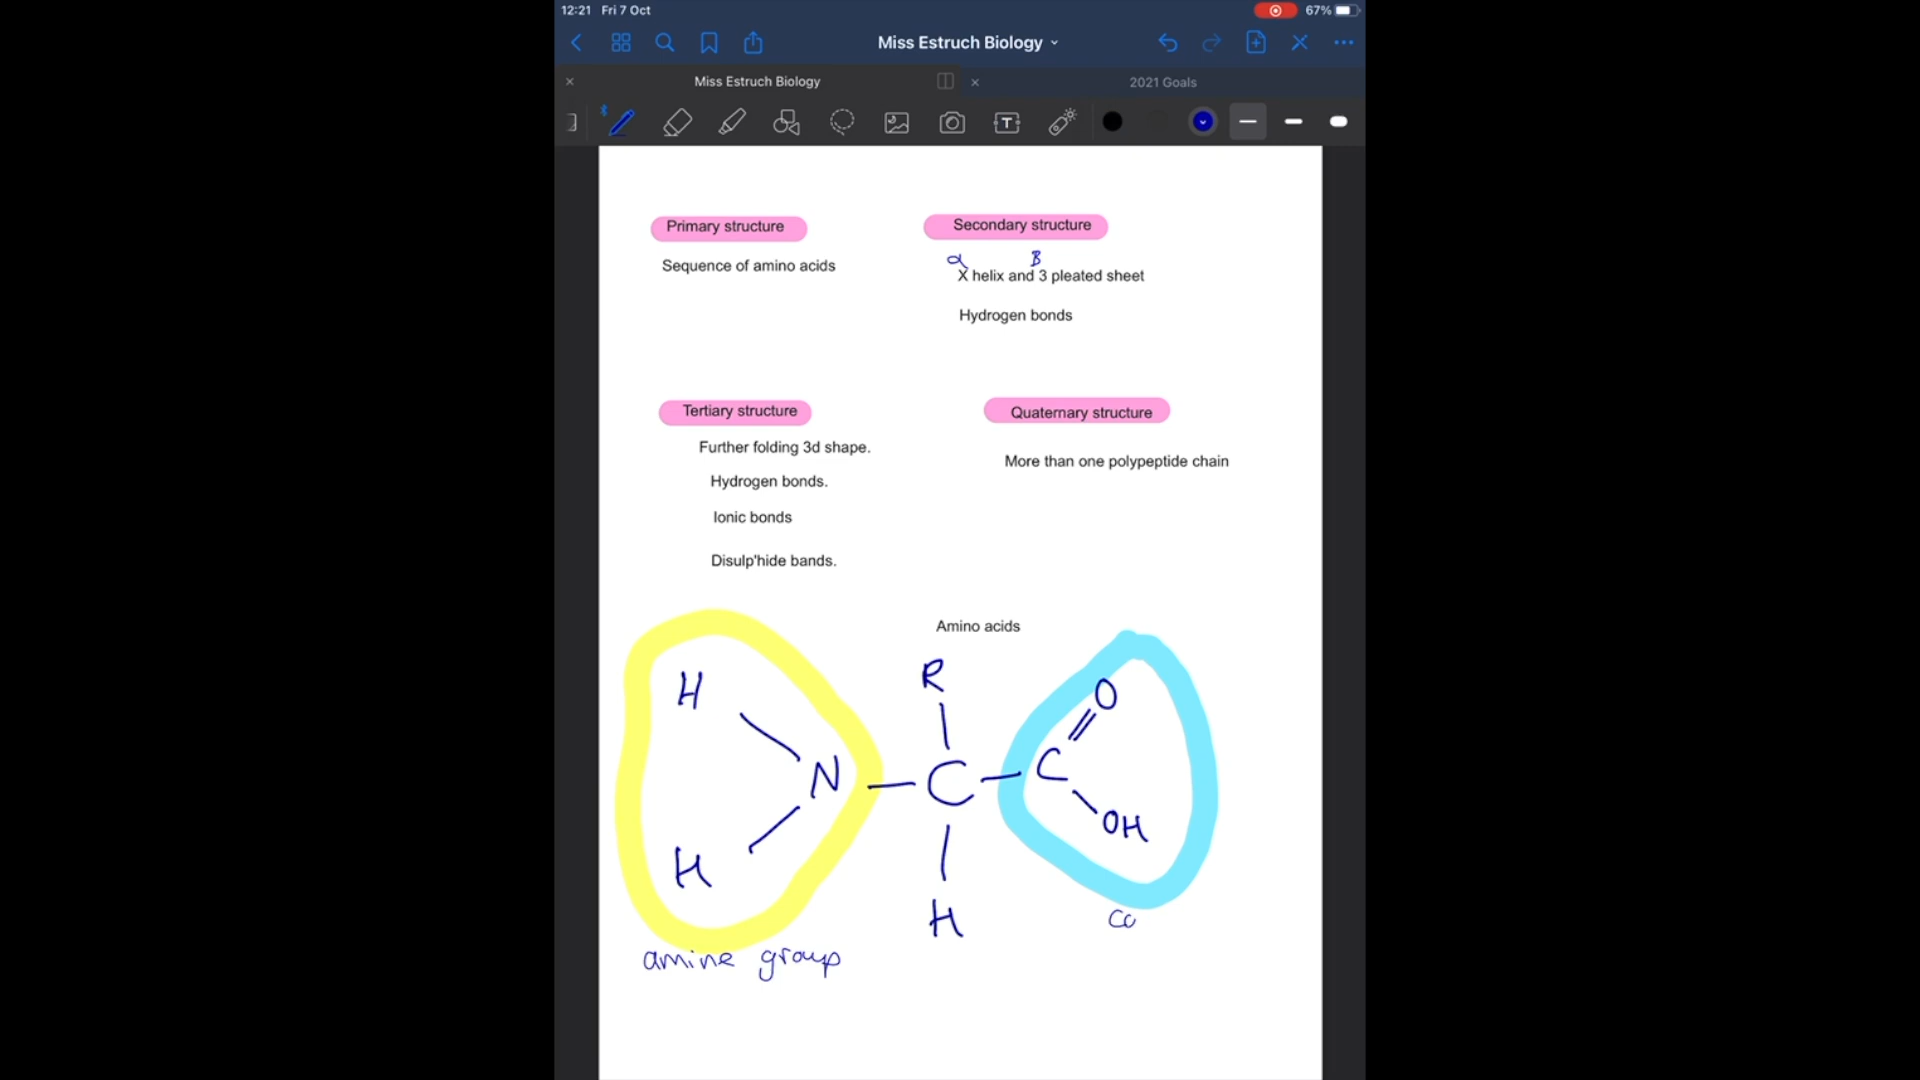 12:21 Fri 7 Oct
67%
Miss Estruch Biology
Miss Estruch Biology
2021 Goals
T
Primary structure
Secondary structure
Sequence of amino acids
α B
X helix and 3 pleated sheet
Hydrogen bonds
Tertiary structure
Quaternary structure
Further folding 3d shape.
More than one polypeptide chain
Hydrogen bonds.
Ionic bonds
Disulp'hide bands.
Amino acids
R
H
O
N C C
OH
H
H
Ca
amine group